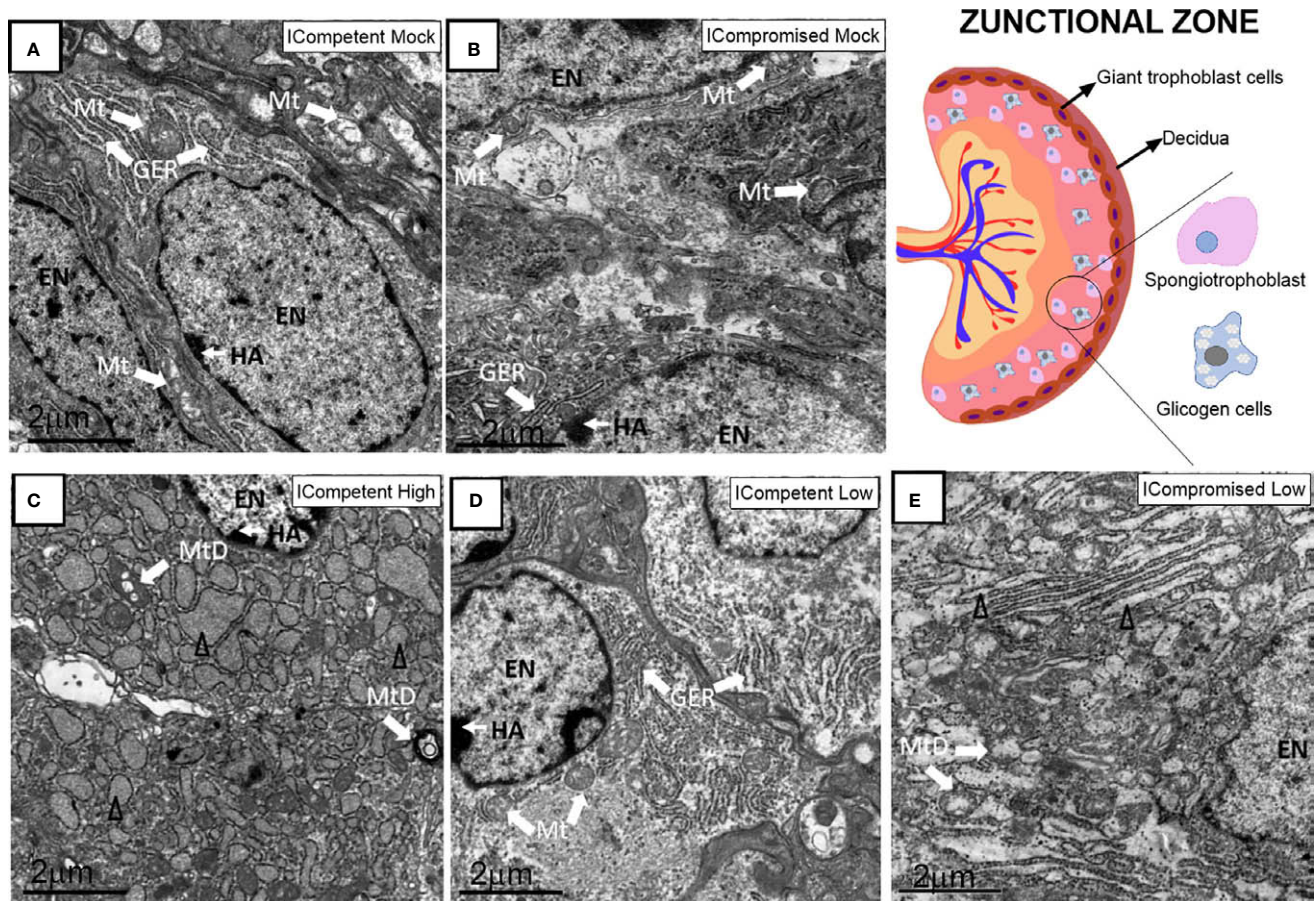 A
ICompetent Mock
Mt
Mt
GER
EN
EN
HA
Mt
2µm
B
ICompromised Mock
EN
Mt
Mt
Mt
GER
HA
EN
2µm
ZUNCTIONAL ZONE
Giant trophoblast cells
Decidua
Spongiotrophoblast
Glicogen cells
C
ICompetent High
EN
HA
MtD
MtD
2µm
D
ICompetent Low
EN
GER
HA
Mt
2µm
E
ICompromised Low
MtD
EN
2µm